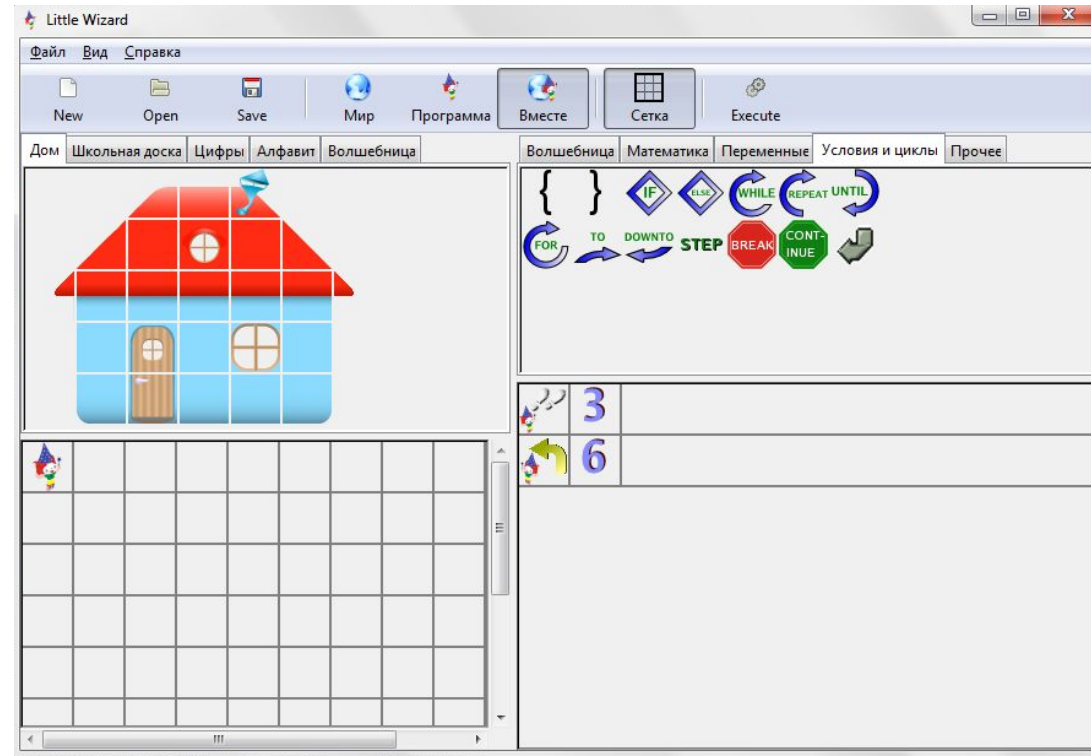 Little Wizard
Файл Вид Справка
New Open Save Мир Программа Вместе Сетка Execute
Дом Школьная доска Цифры Алфавит Волшебница
Волшебница Математика Переменные Условия и циклы Прочее
{ } IF ELSE WHILE REPEAT UNTIL
FOR TO DOWNTO STEP BREAK CONT-
INUE
3
6